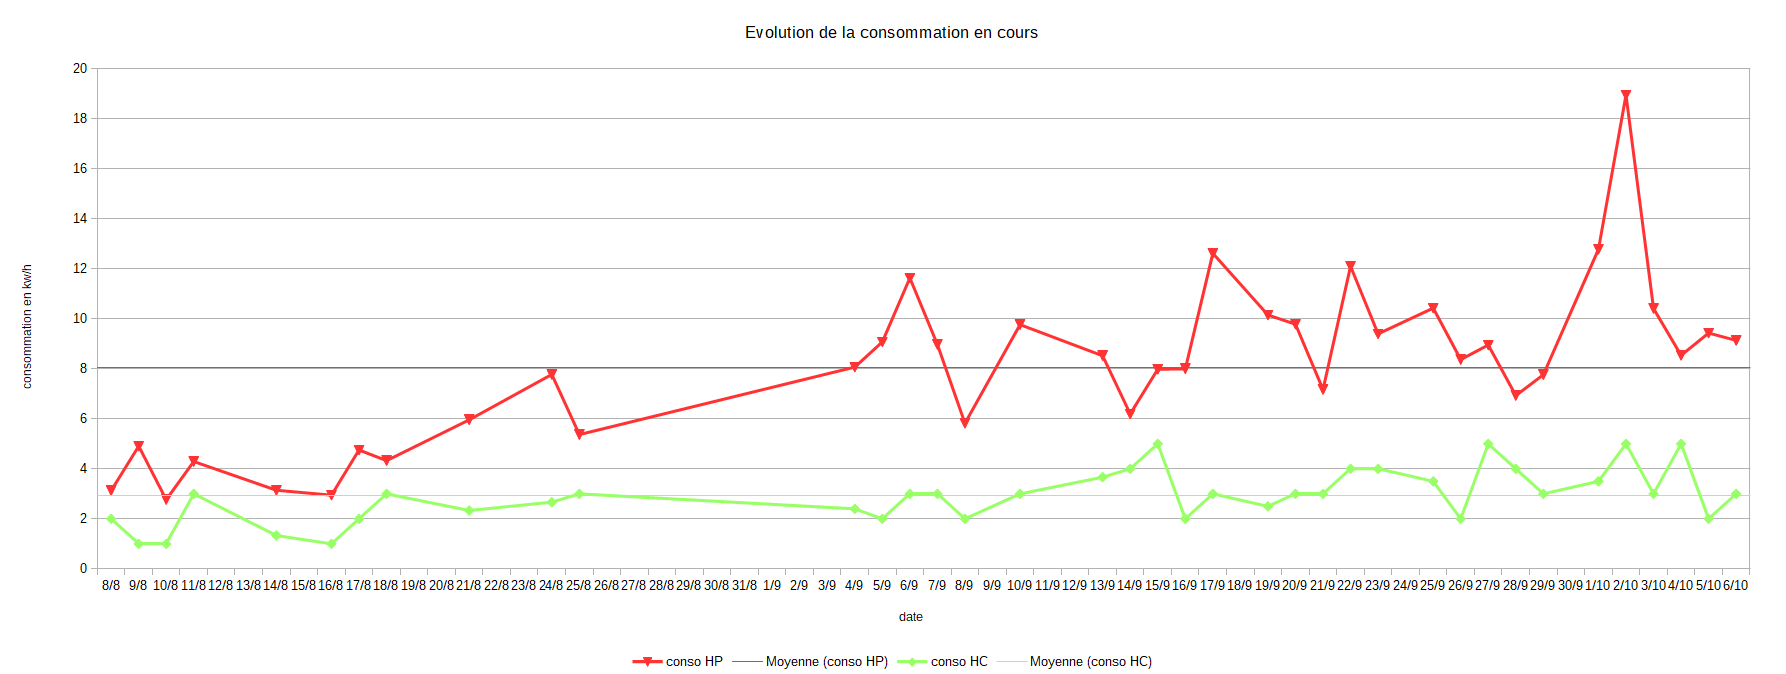 Evolution de la consommation en cours
20
18
16
14
12
10
8
6
4
2
0
consommation en kw/h
8/8 9/8 10/8 11/8 12/8 13/8 14/8 15/8 16/8 17/8 18/8 19/8 20/8 21/8 22/8 23/8 24/8 25/8 26/8 27/8 28/8 29/8 30/8 31/8 1/9 2/9 3/9 4/9 5/9 6/9 7/9 8/9 9/9 10/9 11/9 12/9 13/9 14/9 15/9 16/9 17/9 18/9 19/9 20/9 21/9 22/9 23/9 24/9 25/9 26/9 27/9 28/9 29/9 30/9 1/10 2/10 3/10 4/10 5/10 6/10
date
conso HP Moyenne (conso HP) conso HC Moyenne (conso HC)